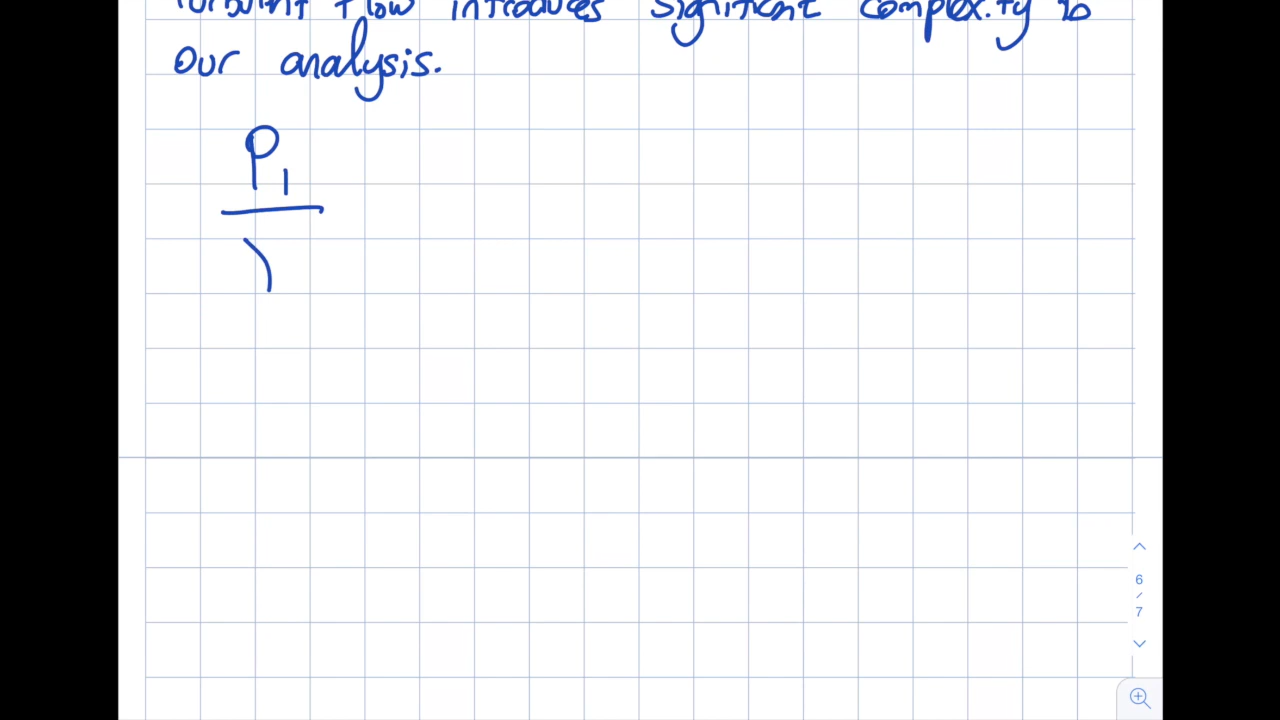 Turbulent flow introduces significant complexity to
our analysis.
P₁
6
/
7